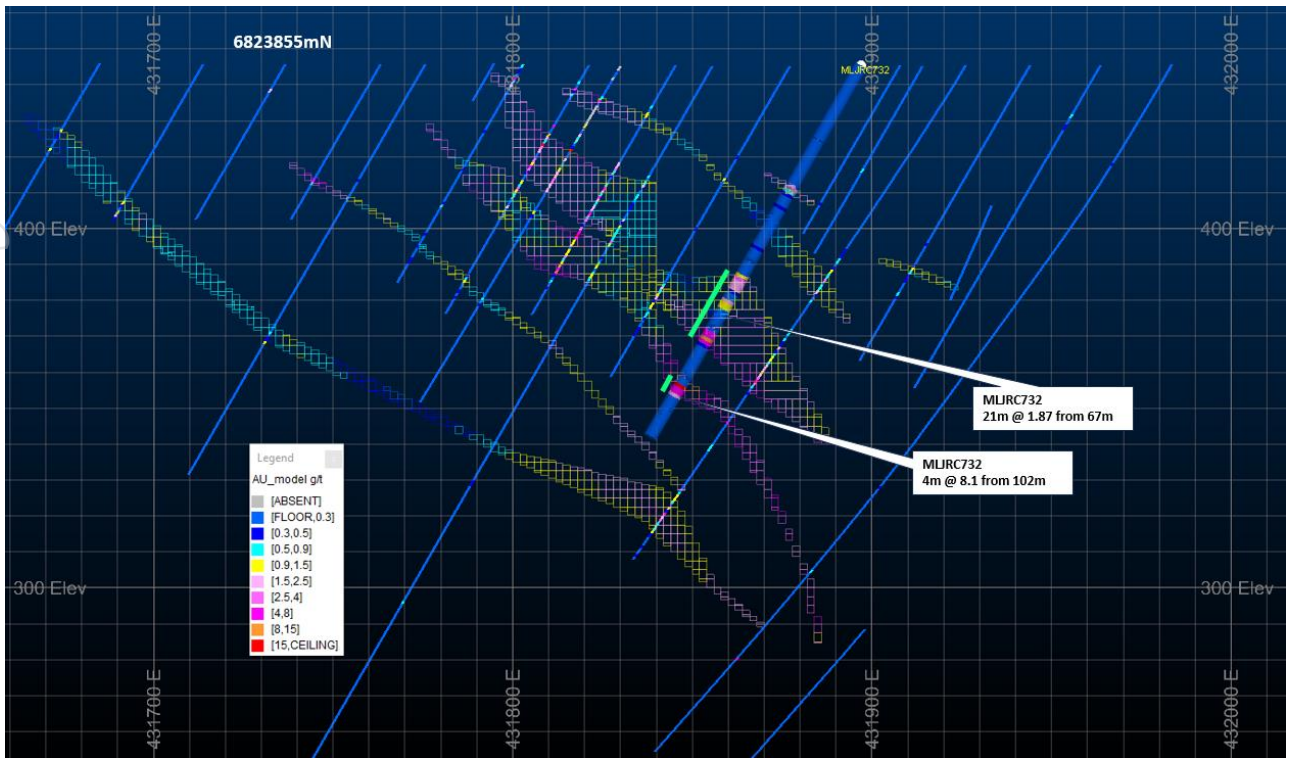 6823855mN
431700 E
431800 E
431900 E
432000 E
MLJRC732
400 Elev
400 Elev
MLJRC732
21m @ 1.87 from 67m
MLJRC732
4m @ 8.1 from 102m
Legend
AU_model g/t
[ABSENT]
[FLOOR,0.3]
[0.3,0.5]
[0.5,0.9]
[0.9,1.5]
[1.5,2.5]
[2.5,4]
[4,8]
[8,15]
[15,CEILING]
300 Elev
300 Elev
431700 E
431800 E
431900 E
432000 E